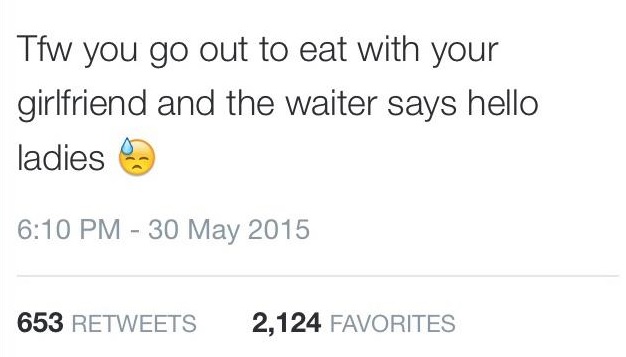 Tfw you go out to eat with your
girlfriend and the waiter says hello
ladies 😓
6:10 PM - 30 May 2015
653 RETWEETS 2,124 FAVORITES